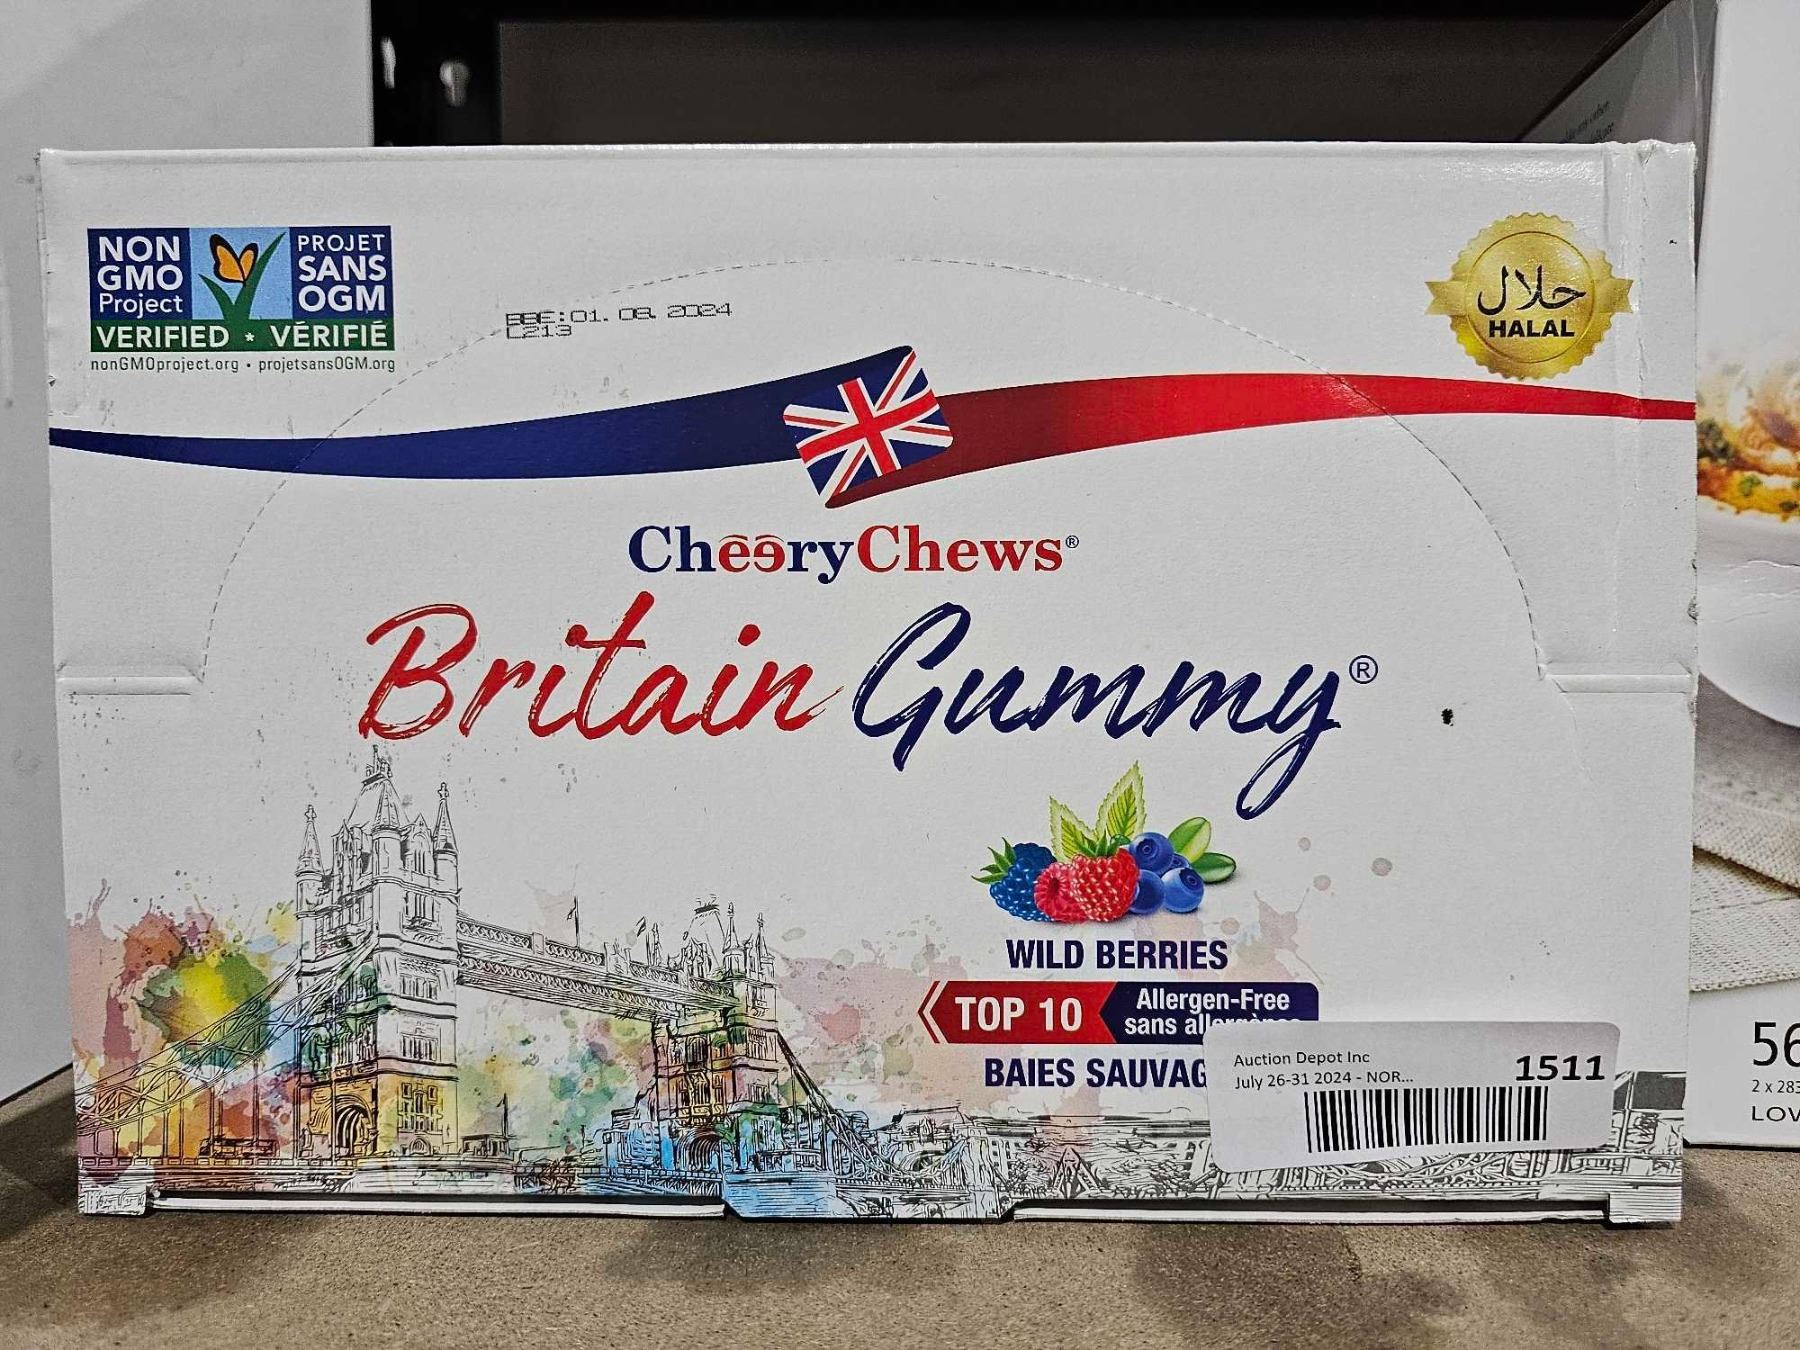 NON
GMO
Project
PROJET
SANS
OGM
VERIFIED * VÉRIFIÉ
nonGMOproject.org • projetsansOGM.org
BBE:01.08.2024
L213
حلال
HALAL
CheeryChews®
Britain Gummy®
WILD BERRIES
TOP 10
Allergen-Free
sans
BAIES
Auction Depot Inc
July 26-31 2024 - NOR...
1511
56
2 x 283
LOV